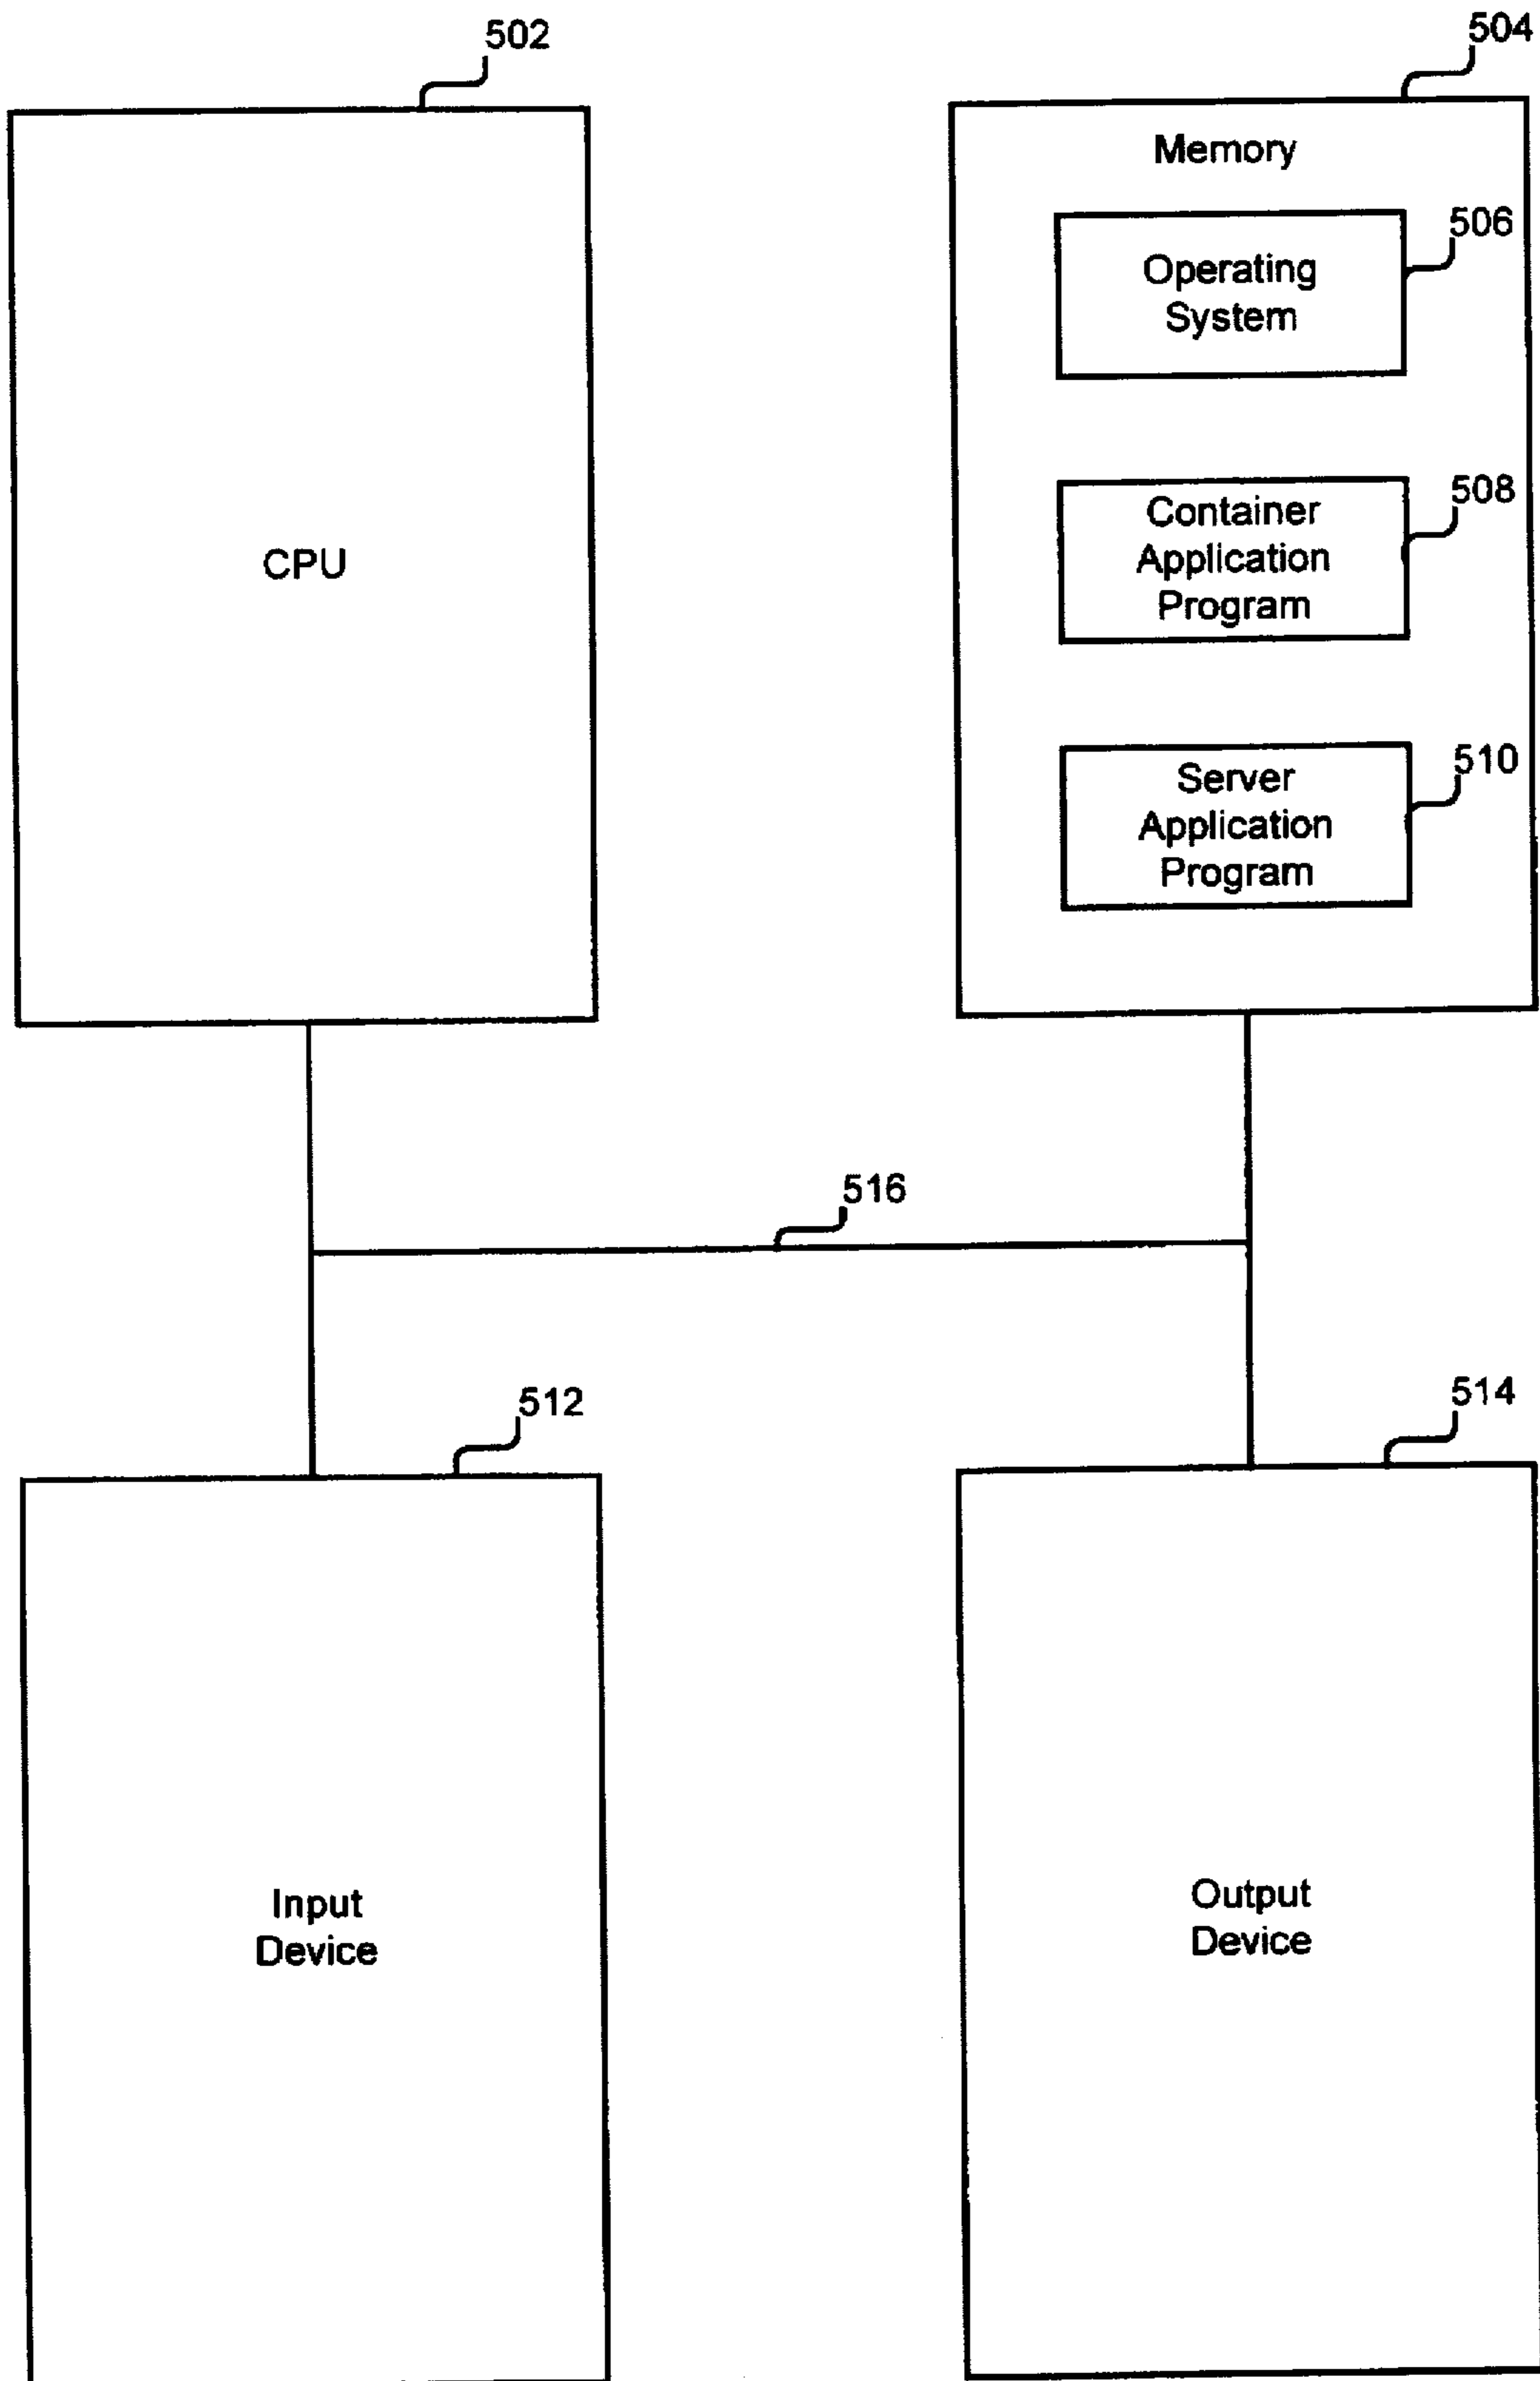 502
504
Memory
506
Operating
System
508
Container
Application
Program
CPU
510
Server
Application
Program
516
512
514
Input
Device
Output
Device